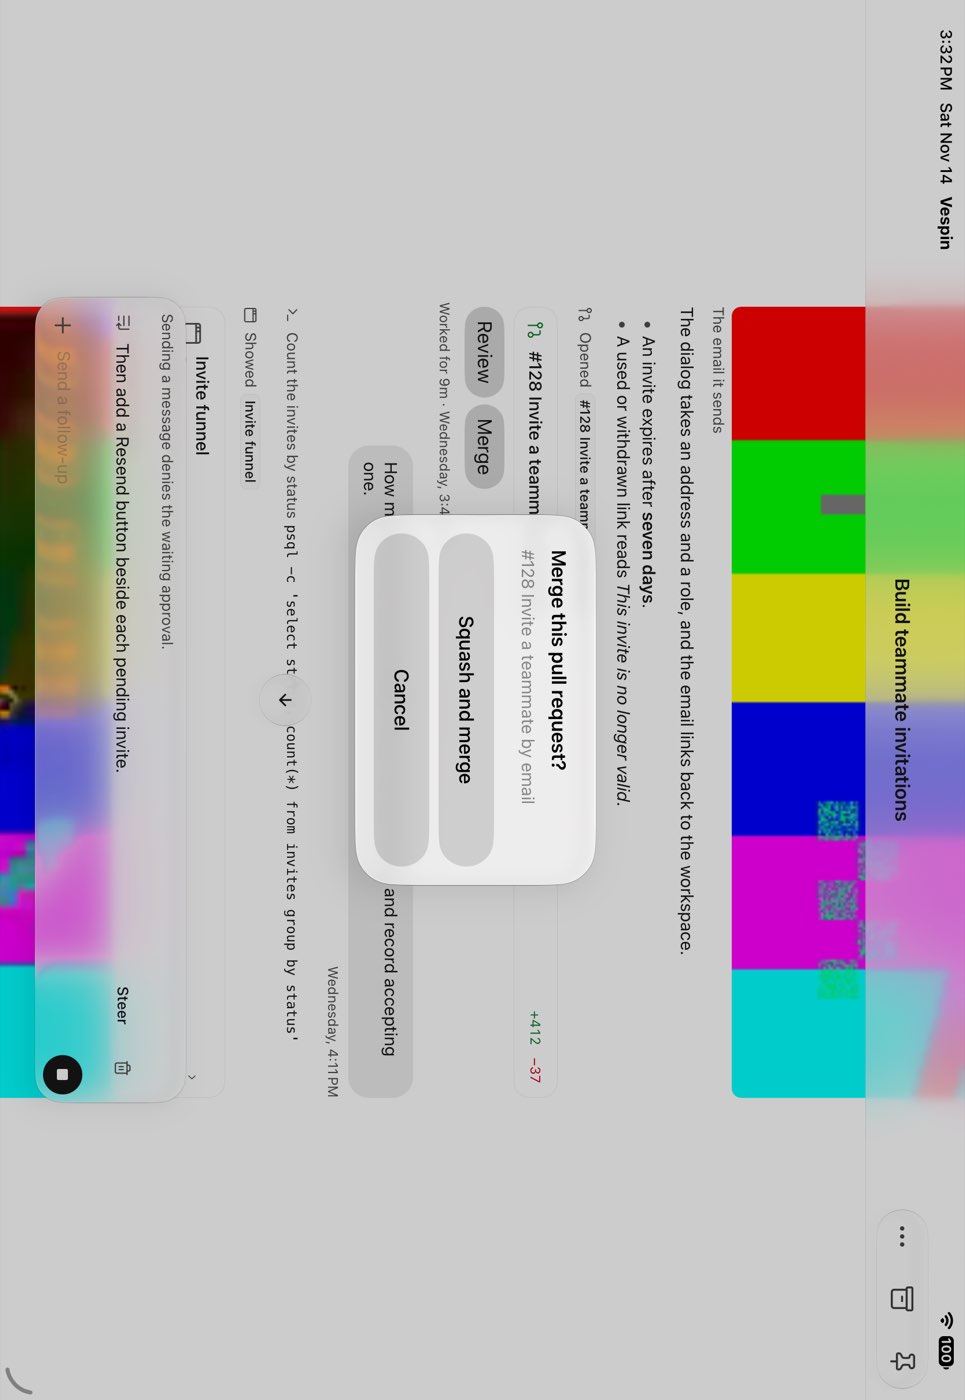 3:32 PM Sat Nov 14 Vespin
100
Build teammate invitations
The email it sends
The dialog takes an address and a role, and the email links back to the workspace.
• An invite expires after seven days.
• A used or withdrawn link reads This invite is no longer valid.
Opened #128 Invite a team
#128 Invite a teamm
+412 −37
Review Merge
Worked for 9m · Wednesday, 3:4
Merge this pull request?
#128 Invite a teammate by email
Squash and merge
Cancel
How m and record accepting
one.
Wednesday, 4:11 PM
Count the invites by status psql -c 'select st count(*) from invites group by status'
Showed Invite funnel
Invite funnel
Sending a message denies the waiting approval.
Then add a Resend button beside each pending invite. Steer
Send a follow-up